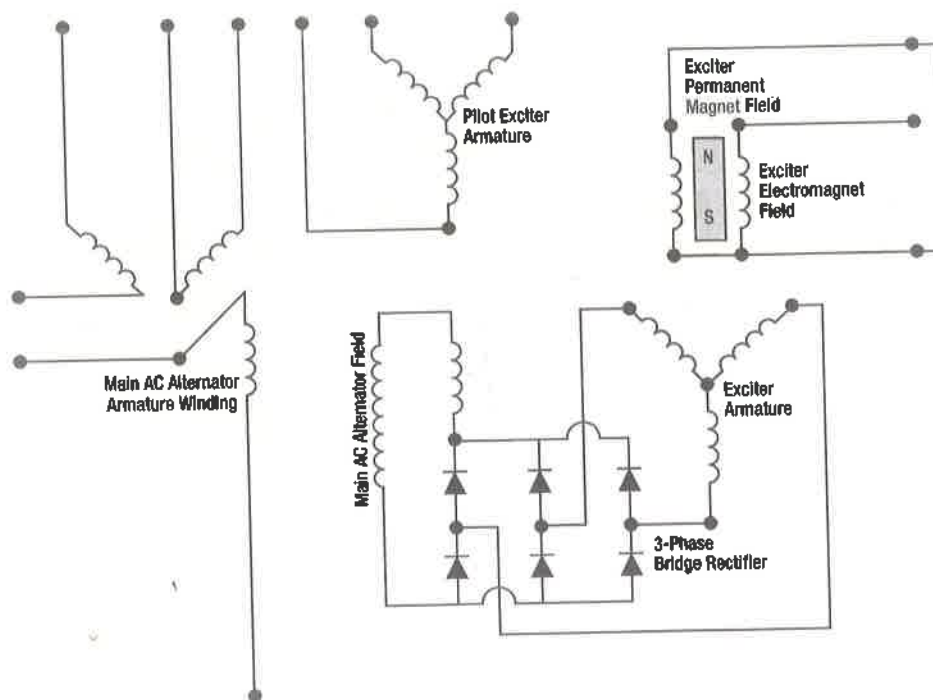 Exciter
Permanent
Magnet Field
Pilot Exciter
Armature
N
S
Exciter
Electromagnet
Field
Main AC Alternator
Armature Winding
Main AC Alternator Field
Exciter
Armature
3-Phase
Bridge Rectifier